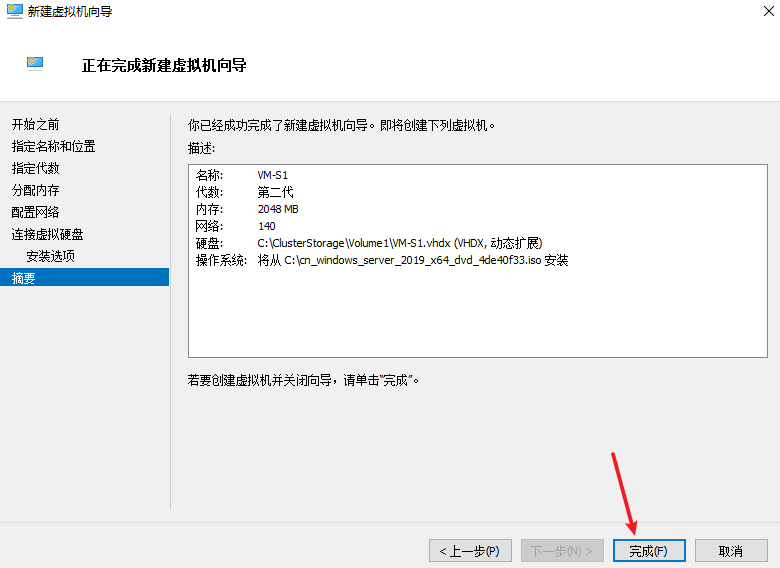 新建虚拟机向导
正在完成新建虚拟机向导
开始之前
指定名称和位置
指定代数
分配内存
配置网络
连接虚拟硬盘
安装选项
摘要
你已经成功完成了新建虚拟机向导。即将创建下列虚拟机。
描述:
名称: VM-S1
代数: 第二代
内存: 2048 MB
网络: 140
硬盘: C:\ClusterStorage\Volume1\VM-S1.vhdx (VHDX, 动态扩展)
操作系统: 将从 C:\cn_windows_server_2019_x64_dvd_4de40f33.iso 安装
若要创建虚拟机并关闭向导，请单击"完成"。
< 上一步(P) 下一步(N) > 完成(F) 取消